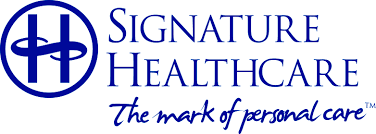 SIGNATURE
HEALTHCARE
The mark of personal care™